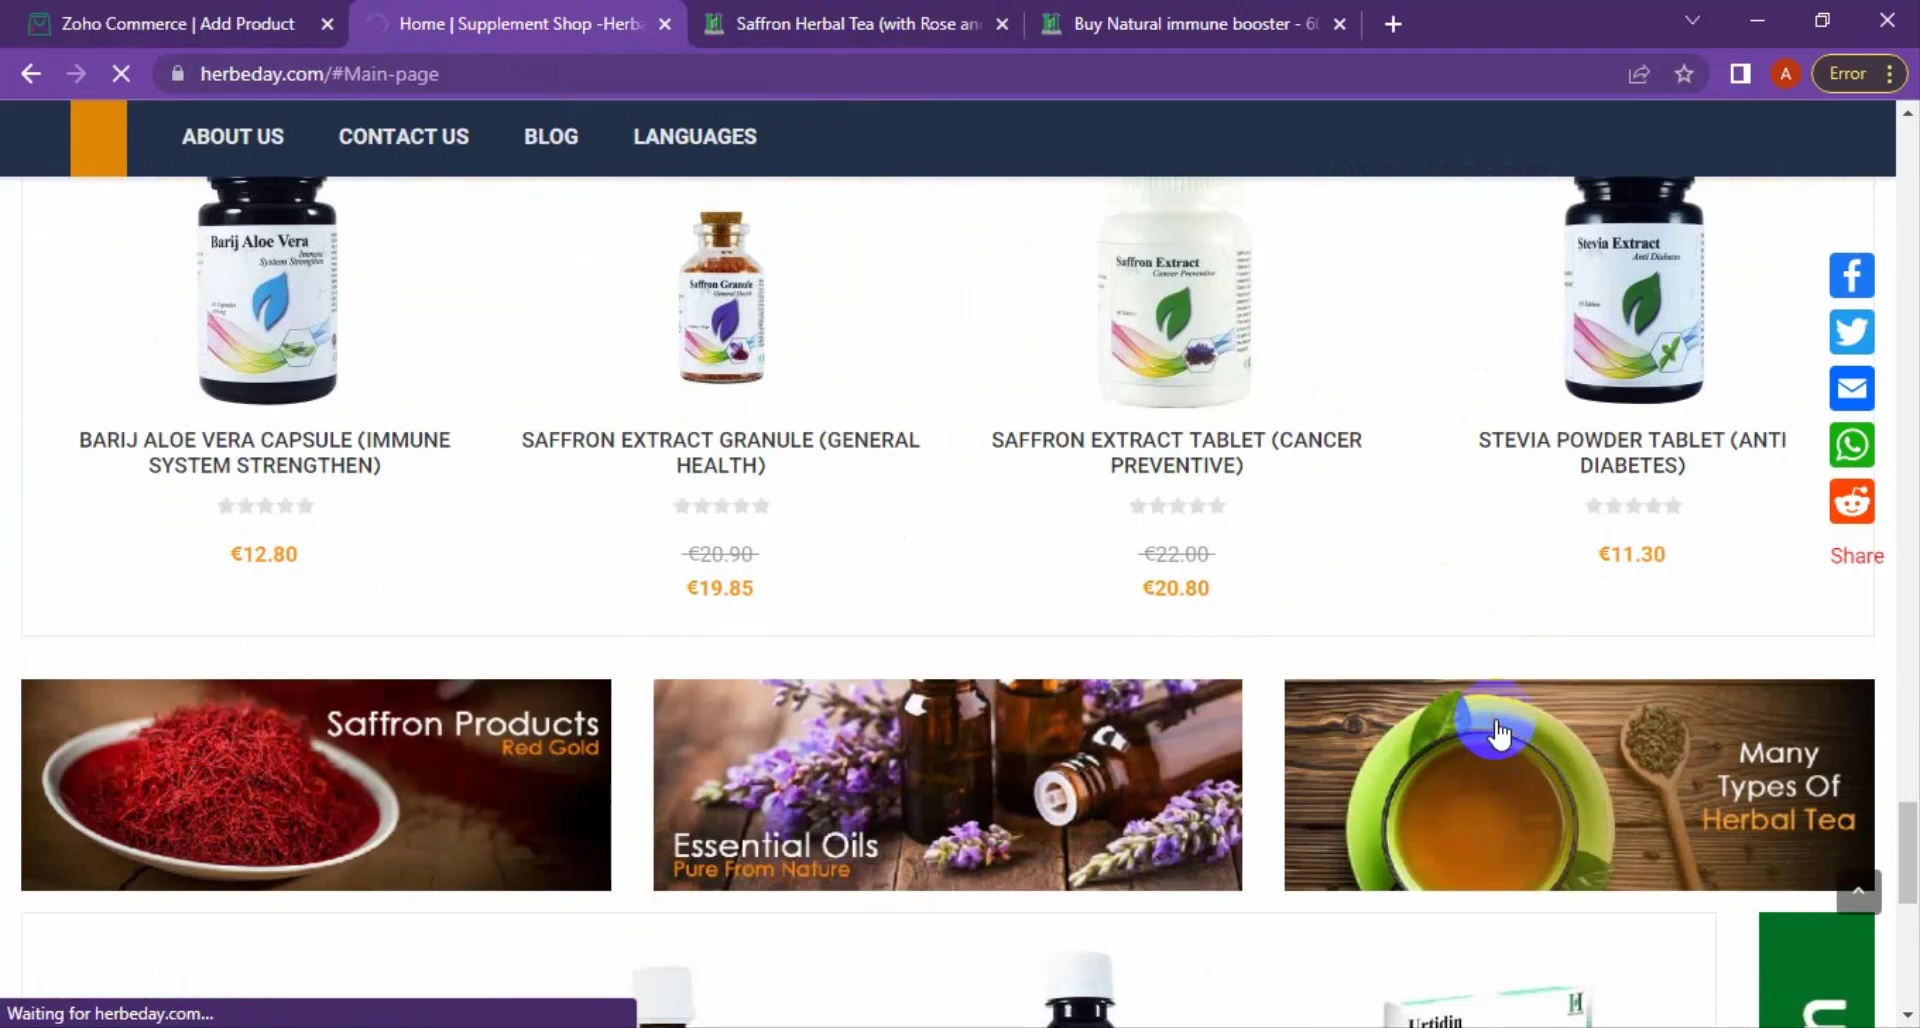 Zoho Commerce | Add Product
Home | Supplement Shop -Herb
Saffron Herbal Tea (with Rose an
Buy Natural immune booster - 60
herbeday.com/#Main-page
A
Error
ABOUT US
CONTACT US
BLOG
LANGUAGES
Barij Aloe Vera
Immune
System Strengthen
Saffron Granule
General Health
Saffron Extract
Cancer Preventive
Stevia Extract
Anti Diabetes
BARIJ ALOE VERA CAPSULE (IMMUNE
SYSTEM STRENGTHEN)
€12.80
SAFFRON EXTRACT GRANULE (GENERAL
HEALTH)
€20.90
€19.85
SAFFRON EXTRACT TABLET (CANCER
PREVENTIVE)
€22.00
€20.80
STEVIA POWDER TABLET (ANTI
DIABETES)
€11.30
Share
Saffron Products
Red Gold
Essential Oils
Pure From Nature
Many
Types Of
Herbal Tea
Urtidin
Waiting for herbeday.com...